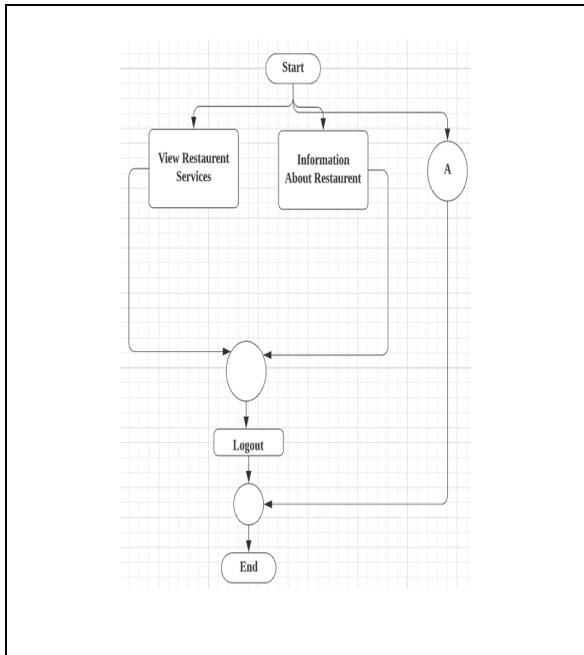 Start
View Restaurent
Services
Information
About Restaurent
A
Logout
End